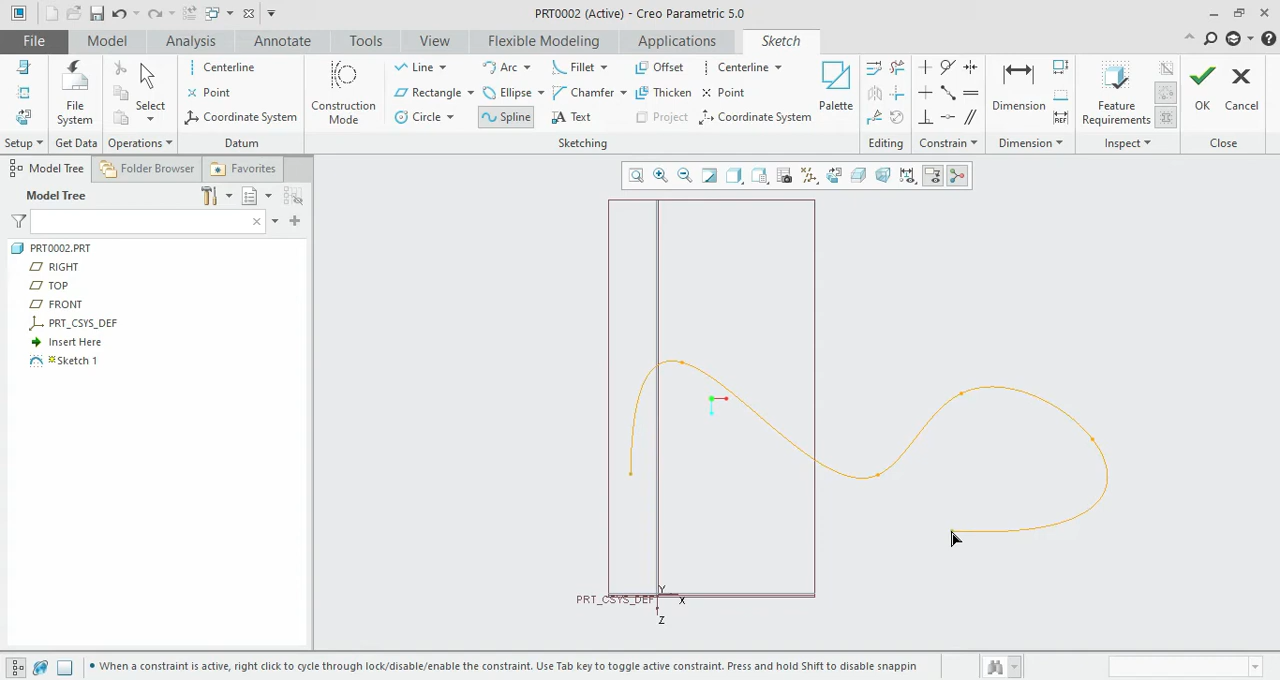 PRT0002 (Active) - Creo Parametric 5.0
File Model Analysis Annotate Tools View Flexible Modeling Applications Sketch
Centerline Line Arc Fillet Offset Centerline
Point Rectangle Ellipse Chamfer Thicken Point
Coordinate System Circle Spline Text Project Coordinate System
File System Select Construction Mode Palette Dimension Feature Requirements OK Cancel
REF
Setup Get Data Operations Datum Sketching Editing Constrain Dimension Inspect Close
Model Tree Folder Browser Favorites
Model Tree
PRT0002.PRT
RIGHT
TOP
FRONT
PRT_CSYS_DEF
Insert Here
Sketch 1
Y
PRT_CSYS_DEF X
Z
• When a constraint is active, right click to cycle through lock/disable/enable the constraint. Use Tab key to toggle active constraint. Press and hold Shift to disable snappin